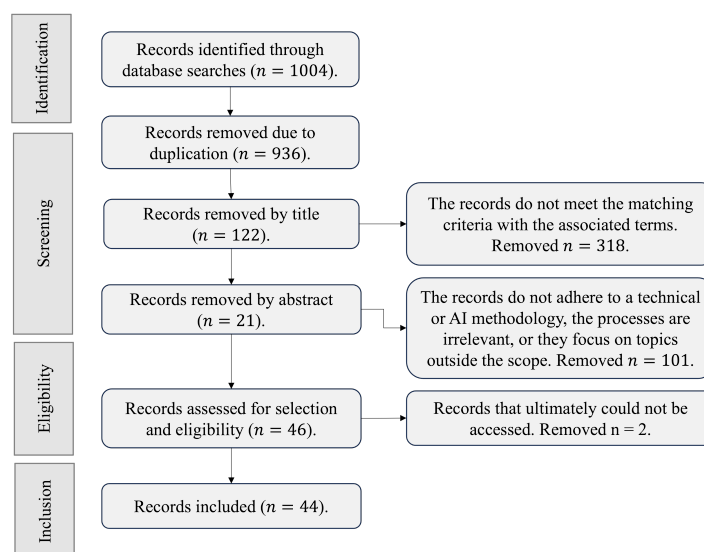 Identification
Records identified through
database searches (n = 1004).
Screening
Records removed due to
duplication (n = 936).
Records removed by title
(n = 122).
The records do not meet the matching
criteria with the associated terms.
Removed n = 318.
Records removed by abstract
(n = 21).
The records do not adhere to a technical
or AI methodology, the processes are
irrelevant, or they focus on topics
outside the scope. Removed n = 101.
Eligibility
Records assessed for selection
and eligibility (n = 46).
Records that ultimately could not be
accessed. Removed n = 2.
Inclusion
Records included (n = 44).